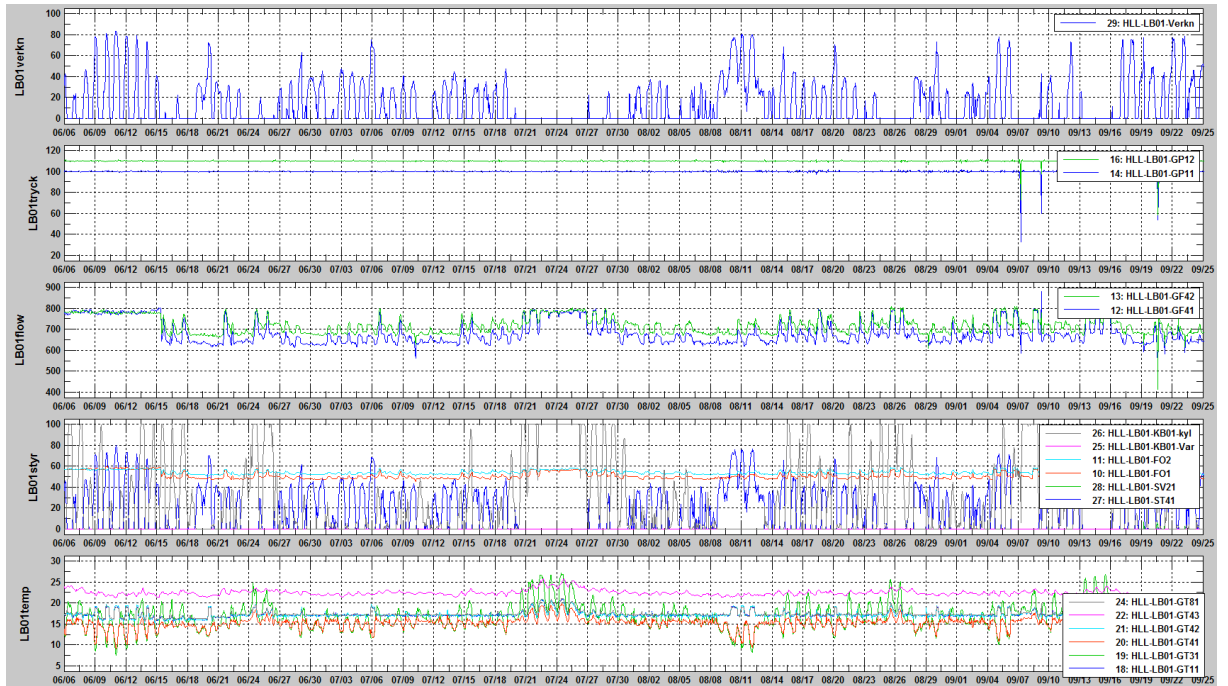 LB01verkn
100
80
60
40
20
0
29: HLL-LB01-Verkn
06/06 06/09 06/12 06/15 06/18 06/21 06/24 06/27 06/30 07/03 07/06 07/09 07/12 07/15 07/18 07/21 07/24 07/27 07/30 08/02 08/05 08/08 08/11 08/14 08/17 08/20 08/23 08/26 08/29 09/01 09/04 09/07 09/10 09/13 09/16 09/19 09/22 09/25
LB01tryck
120
100
80
60
40
20
16: HLL-LB01-GP12
14: HLL-LB01-GP11
06/06 06/09 06/12 06/15 06/18 06/21 06/24 06/27 06/30 07/03 07/06 07/09 07/12 07/15 07/18 07/21 07/24 07/27 07/30 08/02 08/05 08/08 08/11 08/14 08/17 08/20 08/23 08/26 08/29 09/01 09/04 09/07 09/10 09/13 09/16 09/19 09/22 09/25
LB01flow
900
800
700
600
500
400
13: HLL-LB01-GF42
12: HLL-LB01-GF41
06/06 06/09 06/12 06/15 06/18 06/21 06/24 06/27 06/30 07/03 07/06 07/09 07/12 07/15 07/18 07/21 07/24 07/27 07/30 08/02 08/05 08/08 08/11 08/14 08/17 08/20 08/23 08/26 08/29 09/01 09/04 09/07 09/10 09/13 09/16 09/19 09/22 09/25
LB01styr
100
80
60
40
20
0
26: HLL-LB01-KB01-kyl
25: HLL-LB01-KB01-Var
11: HLL-LB01-FO2
10: HLL-LB01-FO1
28: HLL-LB01-SV21
27: HLL-LB01-ST41
06/06 06/09 06/12 06/15 06/18 06/21 06/24 06/27 06/30 07/03 07/06 07/09 07/12 07/15 07/18 07/21 07/24 07/27 07/30 08/02 08/05 08/08 08/11 08/14 08/17 08/20 08/23 08/26 08/29 09/01 09/04 09/07 09/10 09/13 09/16 09/19 09/22 09/25
LB01temp
30
25
20
15
10
5
24: HLL-LB01-GT81
22: HLL-LB01-GT43
21: HLL-LB01-GT42
20: HLL-LB01-GT41
19: HLL-LB01-GT31
18: HLL-LB01-GT11
06/06 06/09 06/12 06/15 06/18 06/21 06/24 06/27 06/30 07/03 07/06 07/09 07/12 07/15 07/18 07/21 07/24 07/27 07/30 08/02 08/05 08/08 08/11 08/14 08/17 08/20 08/23 08/26 08/29 09/01 09/04 09/07 09/10 09/13 09/16 09/19 09/22 09/25